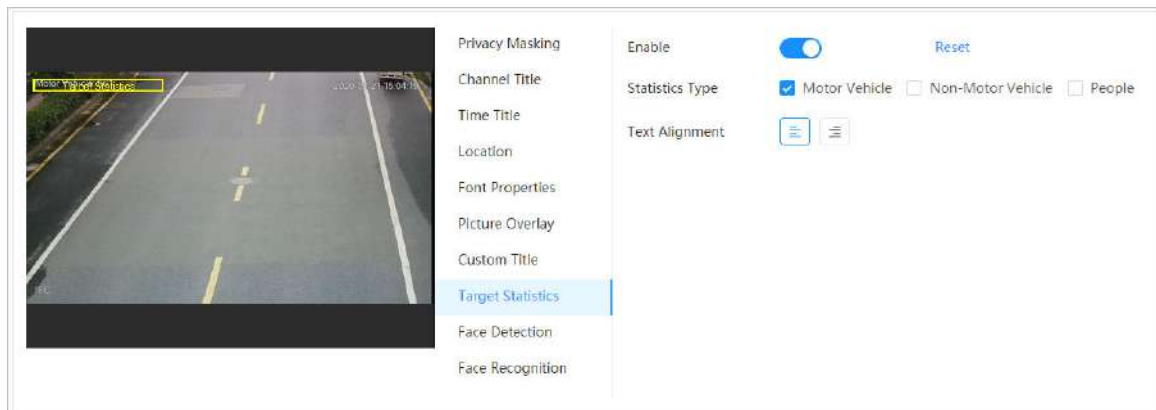 Target Statistics
Privacy Masking
Channel Title
Time Title
Location
Font Properties
Picture Overlay
Custom Title
Target Statistics
Face Detection
Face Recognition
Enable
Reset
Statistics Type
Motor Vehicle
Non-Motor Vehicle
People
Text Alignment